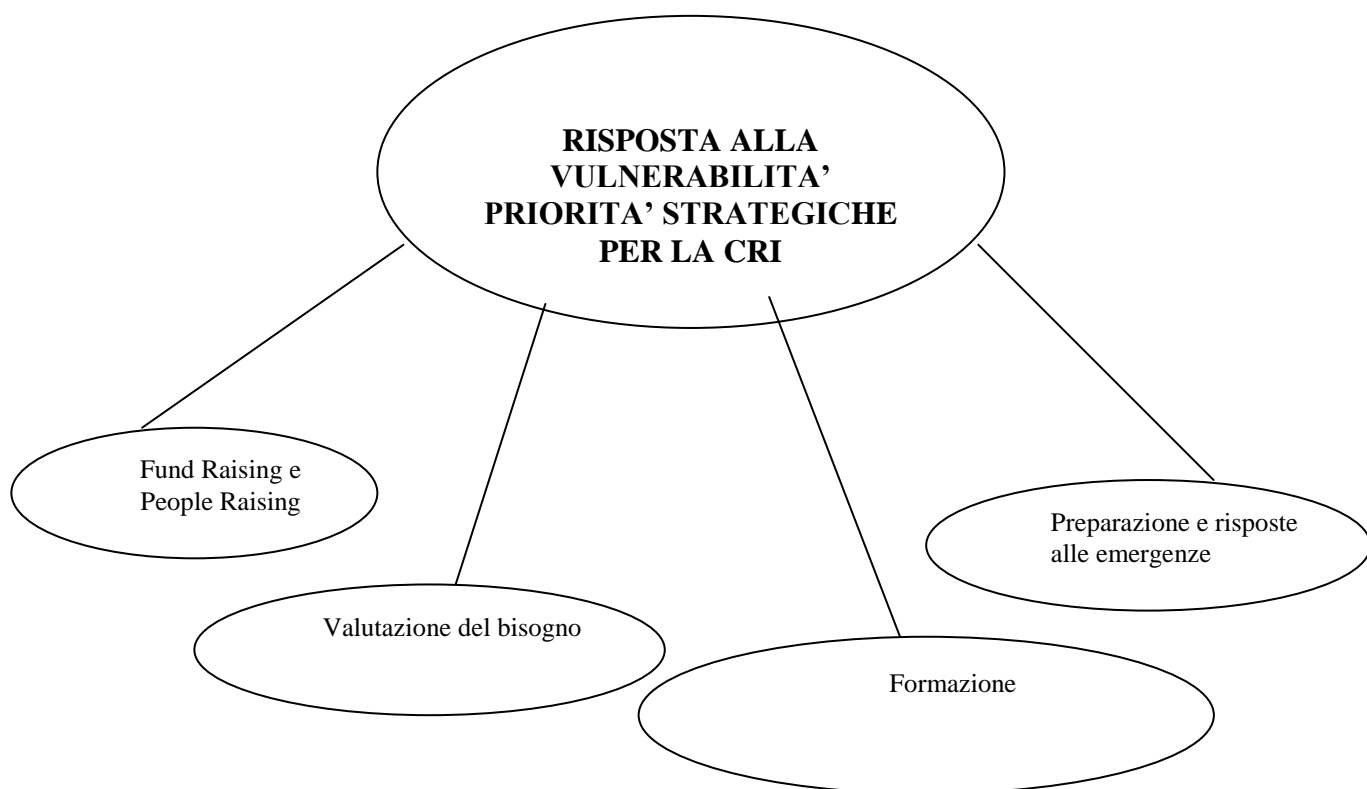 RISPOSTA ALLA
VULNERABILITA’
PRIORITA’ STRATEGICHE
PER LA CRI
Fund Raising e
People Raising
Valutazione del bisogno
Formazione
Preparazione e risposte
alle emergenze